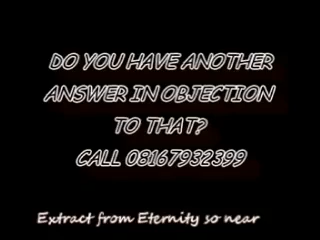 DO YOU HAVE ANOTHER
ANSWER IN OBJECTION
TO THAT?
CALL 08167932399
Extract from Eternity so near